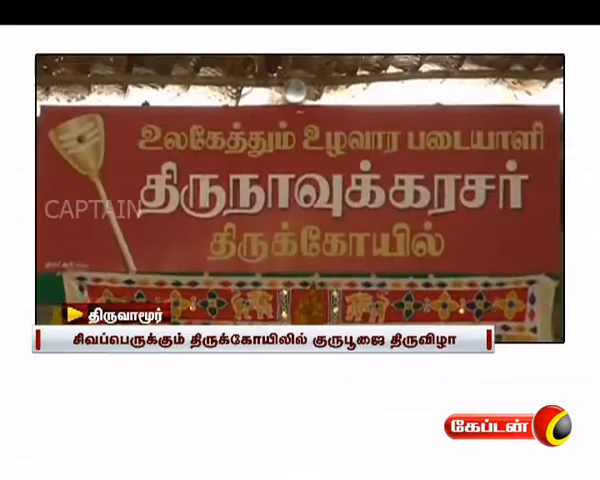 உலகேத்தும் உழவார படையாளி
திருநாவுக்கரசர்
CAPTAIN
திருக்கோயில்
திருவாமூர்
சிவப்பெருக்கும் திருக்கோயிலில் குருபூஜை திருவிழா
கேப்டன்